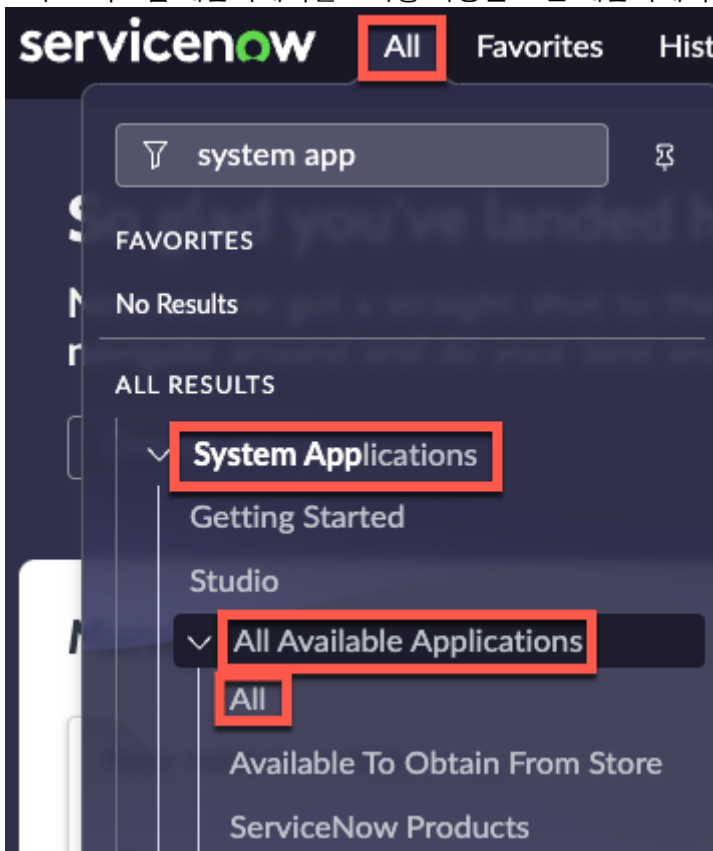 servicenow All Favorites Hist
system app
FAVORITES
No Results
ALL RESULTS
System Applications
Getting Started
Studio
All Available Applications
All
Available To Obtain From Store
ServiceNow Products